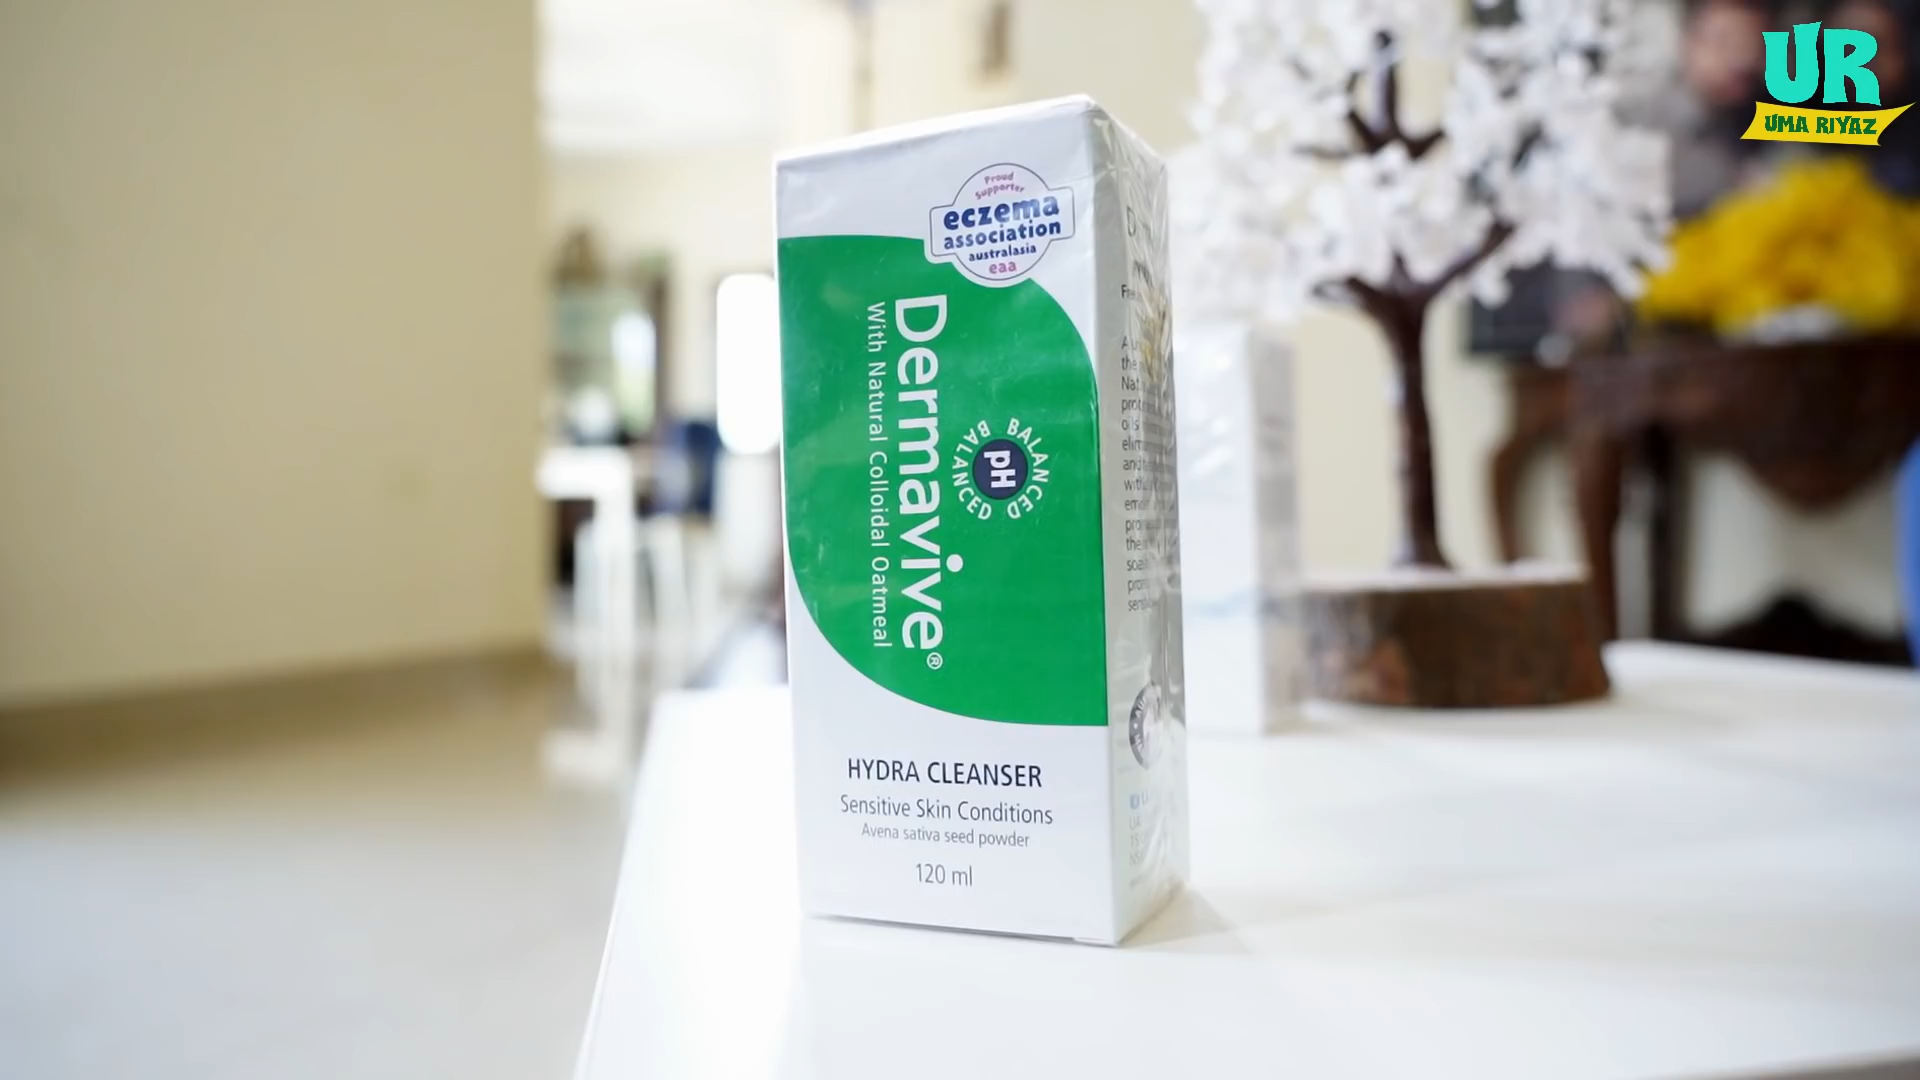 UR
UMA RIYAZ
Proud
supporter
eczema
association
australasia
eaa
Dermavive®
With Natural Colloidal Oatmeal
BALANCED
pH
BALANCED
HYDRA CLEANSER
Sensitive Skin Conditions
Avena sativa seed powder
120 ml